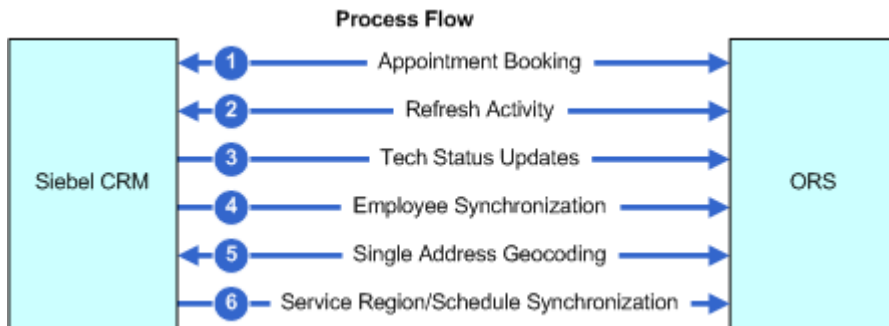 Process Flow
1 Appointment Booking
2 Refresh Activity
3 Tech Status Updates
Siebel CRM
ORS
4 Employee Synchronization
5 Single Address Geocoding
6 Service Region/Schedule Synchronization